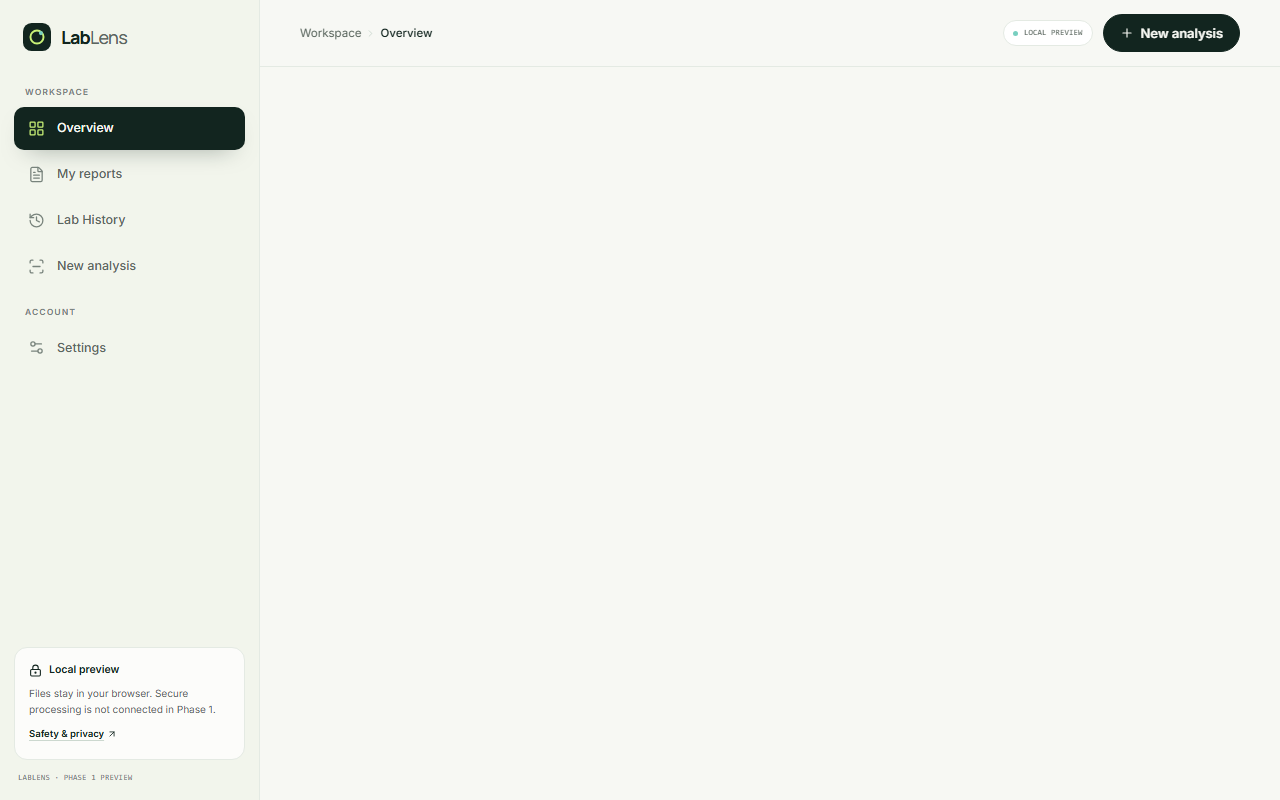 LabLens
WORKSPACE
Overview
My reports
Lab History
New analysis
ACCOUNT
Settings
Local preview
Files stay in your browser. Secure
processing is not connected in Phase 1.
Safety & privacy
LABLENS · PHASE 1 PREVIEW
Workspace Overview
LOCAL PREVIEW
New analysis